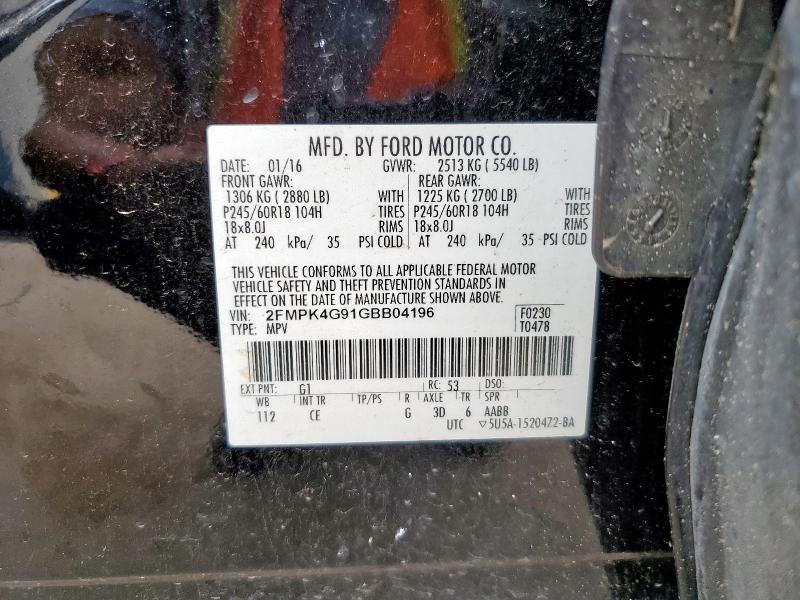 MFD. BY FORD MOTOR CO.
DATE: 01/16 GVWR: 2513 KG ( 5540 LB)
FRONT GAWR: REAR GAWR:
1306 KG ( 2880 LB) WITH 1225 KG ( 2700 LB) WITH
P245/60R18 104H TIRES P245/60R18 104H TIRES
18x8.0J RIMS 18x8.0J RIMS
AT 240 kPa/ 35 PSI COLD AT 240 kPa/ 35 PSI COLD
THIS VEHICLE CONFORMS TO ALL APPLICABLE FEDERAL MOTOR
VEHICLE SAFETY AND THEFT PREVENTION STANDARDS IN
EFFECT ON THE DATE OF MANUFACTURE SHOWN ABOVE.
VIN: 2FMPK4G91GBB04196 F0230
TYPE: MPV T0478
EXT PNT: G1 RC: 53 DSO:
WB INT TR TP/PS R AXLE TR SPR
112 CE G 3D 6 AABB
UTC ▽5U5A-1520472-BA